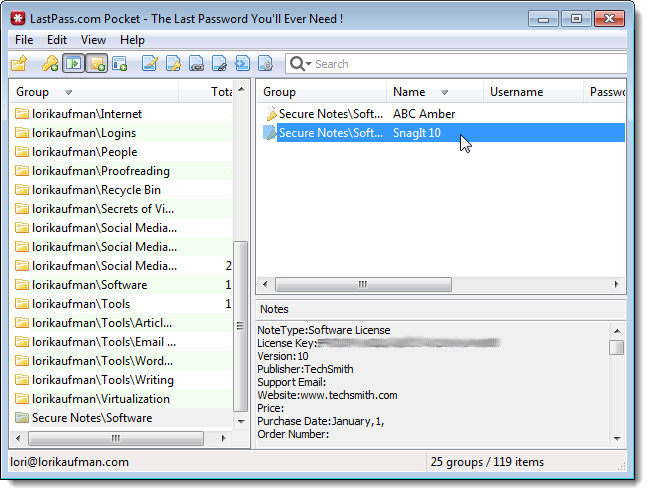 LastPass.com Pocket - The Last Password You'll Ever Need !
File Edit View Help
Search
Group Tota
lorikaufman\Internet
lorikaufman\Logins
lorikaufman\People
lorikaufman\Proofreading
lorikaufman\Recycle Bin
lorikaufman\Secrets of Vi...
lorikaufman\Social Media...
lorikaufman\Social Media...
lorikaufman\Social Media... 2
lorikaufman\Software 1
lorikaufman\Tools 1
lorikaufman\Tools\Articl...
lorikaufman\Tools\Email ...
lorikaufman\Tools\Word...
lorikaufman\Tools\Writing
lorikaufman\Virtualization
Secure Notes\Software
Group Name Username Passwo
Secure Notes\Soft... ABC Amber
Secure Notes\Soft... SnagIt 10
Notes
NoteType:Software License
License Key:
Version:10
Publisher:TechSmith
Support Email:
Website:www.techsmith.com
Price:
Purchase Date:January,1,
Order Number:
lori@lorikaufman.com
25 groups / 119 items